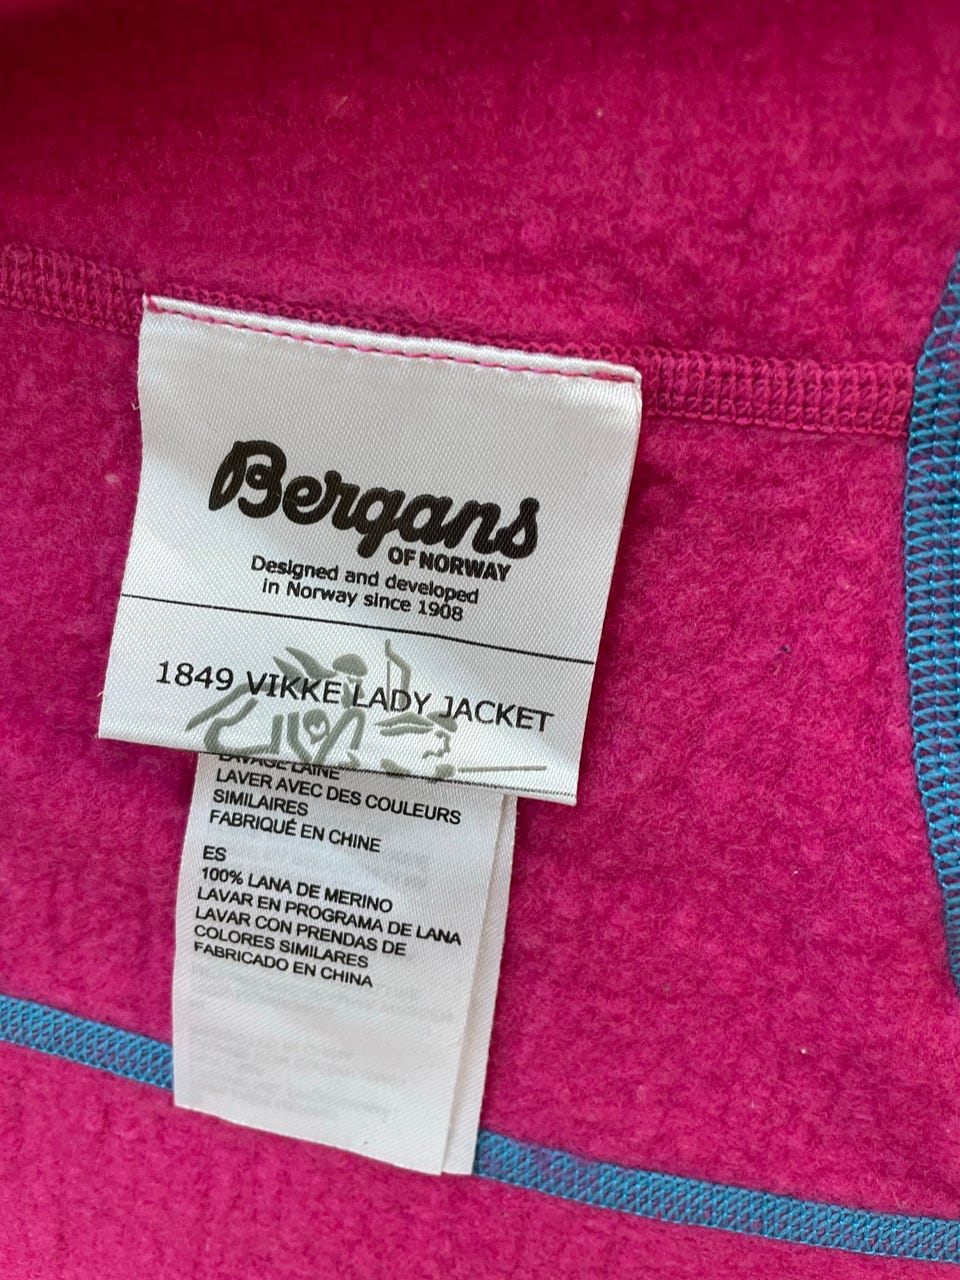 Bergans
OF NORWAY
Designed and developed
in Norway since 1908
1849 VIKKE LADY JACKET
LAVAGE LAINE
LAVER AVEC DES COULEURS
SIMILAIRES
FABRIQUÉ EN CHINE
ES
100% LANA DE MERINO
LAVAR EN PROGRAMA DE LANA
LAVAR CON PRENDAS DE
COLORES SIMILARES
FABRICADO EN CHINA